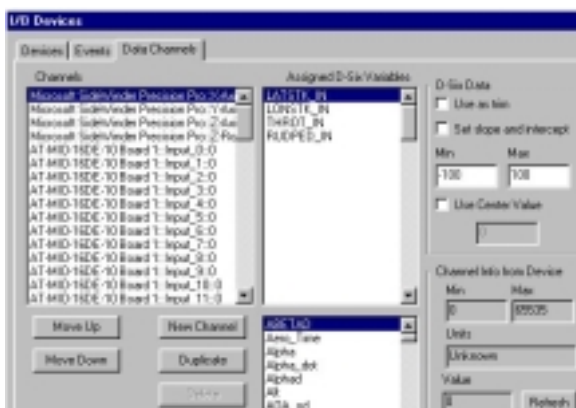 I/O Devices
Devices Events Data Channels
Channels
Microsoft SideWinder Precision Pro: X-Ax
Microsoft SideWinder Precision Pro: Y-Ax
Microsoft SideWinder Precision Pro: Z-Ax
Microsoft SideWinder Precision Pro: Z-Ro
AT-MIO-16DE-10 Board 1: Input_0:0
AT-MIO-16DE-10 Board 1: Input_1:0
AT-MIO-16DE-10 Board 1: Input_2:0
AT-MIO-16DE-10 Board 1: Input_3:0
AT-MIO-16DE-10 Board 1: Input_4:0
AT-MIO-16DE-10 Board 1: Input_5:0
AT-MIO-16DE-10 Board 1: Input_6:0
AT-MIO-16DE-10 Board 1: Input_7:0
AT-MIO-16DE-10 Board 1: Input_8:0
AT-MIO-16DE-10 Board 1: Input_9:0
AT-MIO-16DE-10 Board 1: Input_10:0
AT-MIO-16DE-10 Board 1: Input_11:0
Move Up
New Channel
Move Down
Duplicate
Delete
Assigned D-Six Variables
LATSTK_IN
LONSTK_IN
THROT_IN
RUDPED_IN
ABETAD
Aero_Time
Alpha
Alpha_dot
Alphad
Alt
D-Six Data
Use as trim
Set slope and intercept
Min Max
-100 100
Use Center Value
0
Channel Info from Device
Min Max
0 65535
Units
Unknown
Value
0 Refresh